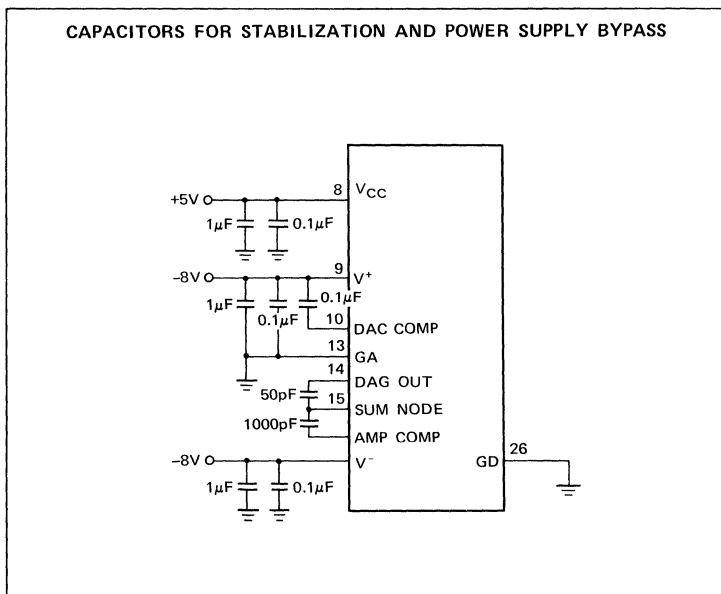 CAPACITORS FOR STABILIZATION AND POWER SUPPLY BYPASS
8
VCC
+5V
1μF
0.1μF
9
–8V
V+
1μF
0.1μF
0.1μF
10
DAC COMP
13
GA
14
DAG OUT
50pF
15
SUM NODE
1000pF
AMP COMP
26
–8V
V–
GD
1μF
0.1μF